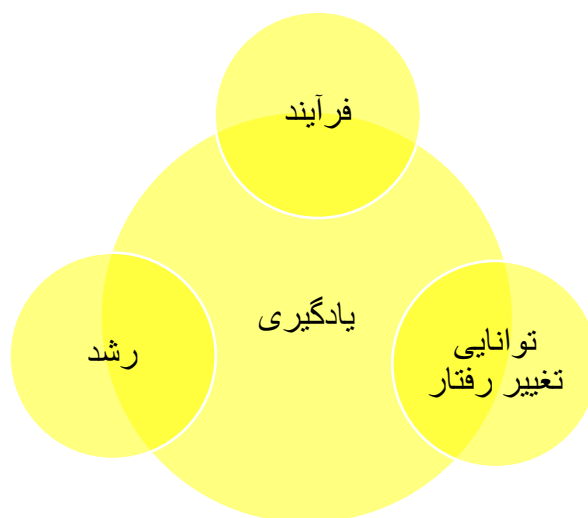 فرآیند
یادگیری
توانایی
تغییر رفتار
رشد